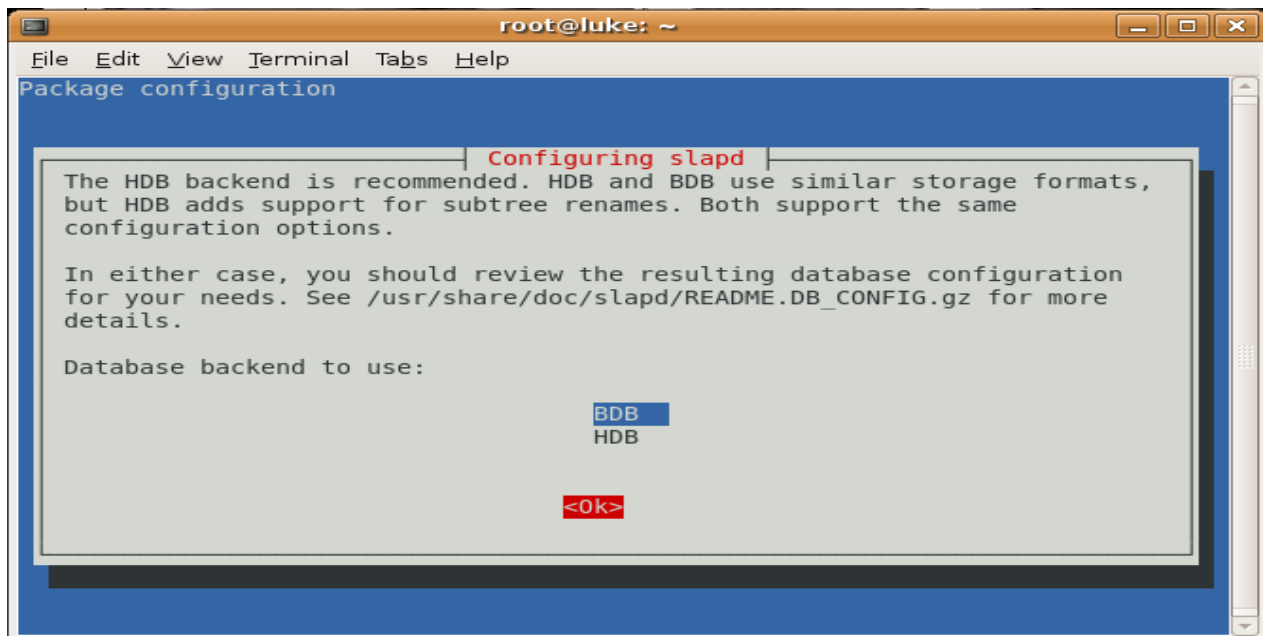 root@luke: ~
File Edit View Terminal Tabs Help
Package configuration
Configuring slapd
The HDB backend is recommended. HDB and BDB use similar storage formats,
but HDB adds support for subtree renames. Both support the same
configuration options.
In either case, you should review the resulting database configuration
for your needs. See /usr/share/doc/slapd/README.DB_CONFIG.gz for more
details.
Database backend to use:
BDB
HDB
<Ok>